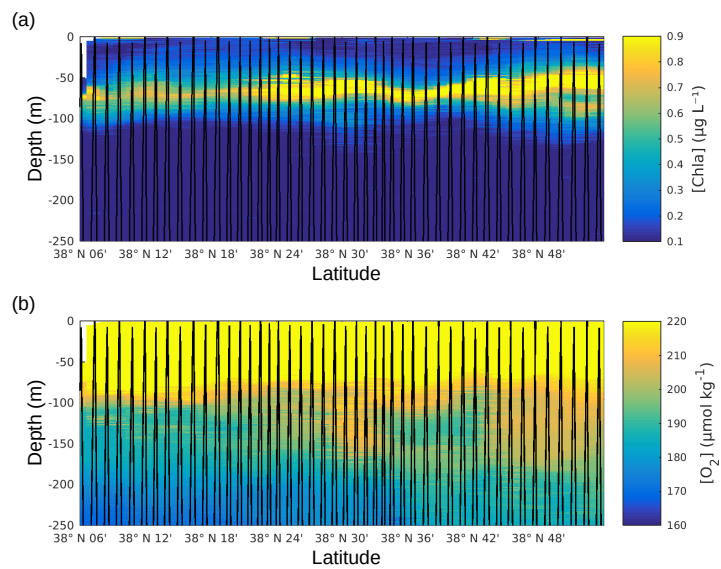 (a)
0
-50
-100
-150
-200
-250
Depth (m)
38° N 06' 38° N 12' 38° N 18' 38° N 24' 38° N 30' 38° N 36' 38° N 42' 38° N 48'
Latitude
0.9
0.8
0.7
0.6
0.5
0.4
0.3
0.2
0.1
[Chla] (µg L⁻¹)
(b)
0
-50
-100
-150
-200
-250
Depth (m)
38° N 06' 38° N 12' 38° N 18' 38° N 24' 38° N 30' 38° N 36' 38° N 42' 38° N 48'
Latitude
220
210
200
190
180
170
160
[O₂] (µmol kg⁻¹)